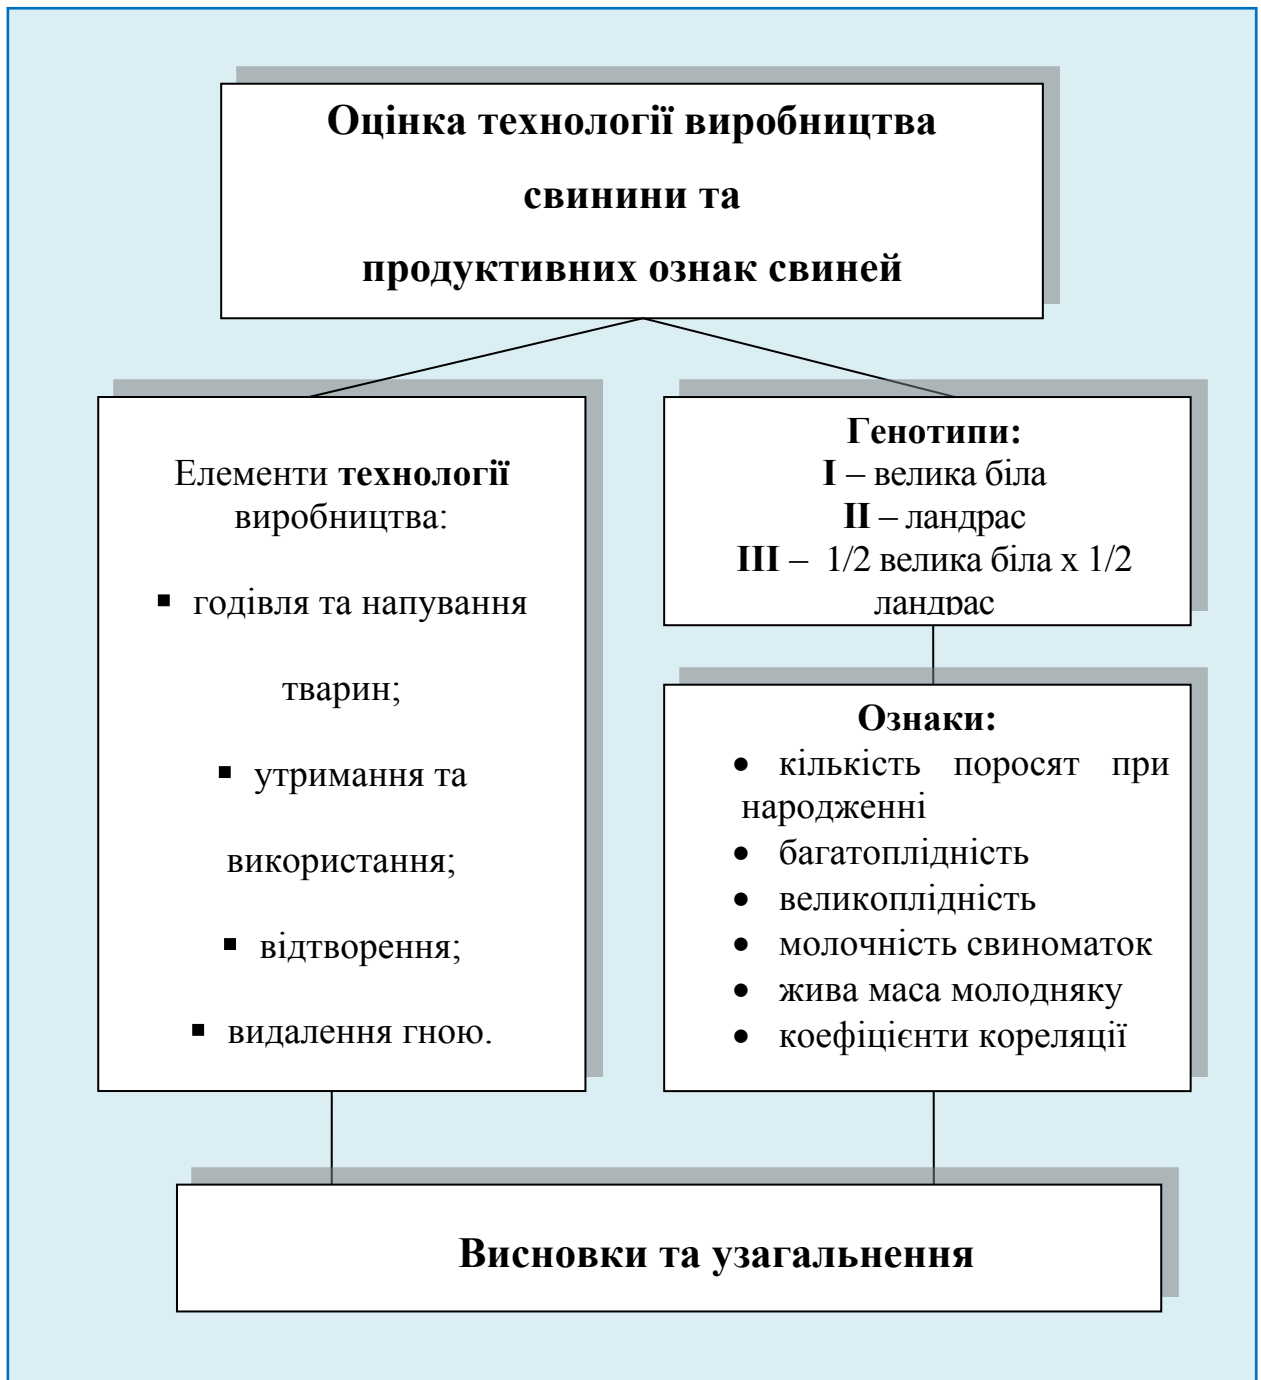 Оцінка технології виробництва
свинини та
продуктивних ознак свиней
Елементи технології
виробництва:
▪ годівля та напування
тварин;
▪ утримання та
використання;
▪ відтворення;
▪ видалення гною.
Генотипи:
I – велика біла
II – ландрас
III – 1/2 велика біла х 1/2
ландрас
Ознаки:
• кількість поросят при
народженні
• багатоплідність
• великоплідність
• молочність свиноматок
• жива маса молодняку
• коефіцієнти кореляції
Висновки та узагальнення